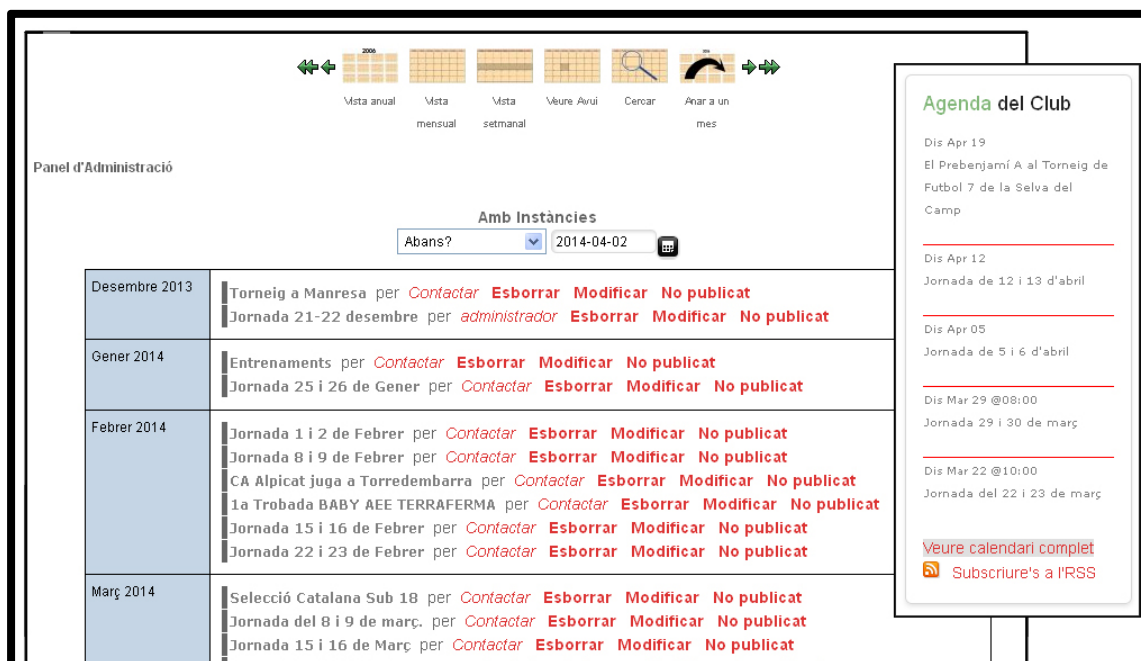 2006
Vista anual
Vista mensual
Vista setmanal
Veure Avui
Cercar
Anar a un mes
Panel d'Administració
Amb Instàncies
Abans? 2014-04-02
Desembre 2013
Torneig a Manresa per Contactar Esborrar Modificar No publicat
Jornada 21-22 desembre per administrador Esborrar Modificar No publicat
Gener 2014
Entrenaments per Contactar Esborrar Modificar No publicat
Jornada 25 i 26 de Gener per Contactar Esborrar Modificar No publicat
Febrer 2014
Jornada 1 i 2 de Febrer per Contactar Esborrar Modificar No publicat
Jornada 8 i 9 de Febrer per Contactar Esborrar Modificar No publicat
CA Alpicat juga a Torredembarra per Contactar Esborrar Modificar No publicat
1a Trobada BABY AEE TERRAFERMA per Contactar Esborrar Modificar No publicat
Jornada 15 i 16 de Febrer per Contactar Esborrar Modificar No publicat
Jornada 22 i 23 de Febrer per Contactar Esborrar Modificar No publicat
Març 2014
Selecció Catalana Sub 18 per Contactar Esborrar Modificar No publicat
Jornada del 8 i 9 de març. per Contactar Esborrar Modificar No publicat
Jornada 15 i 16 de Març per Contactar Esborrar Modificar No publicat
Agenda del Club
Dis Apr 19
El Prebenjamí A al Torneig de
Futbol 7 de la Selva del
Camp
Dis Apr 12
Jornada de 12 i 13 d'abril
Dis Apr 05
Jornada de 5 i 6 d'abril
Dis Mar 29 @08:00
Jornada 29 i 30 de març
Dis Mar 22 @10:00
Jornada del 22 i 23 de març
Veure calendari complet
Subscriure's a l'RSS